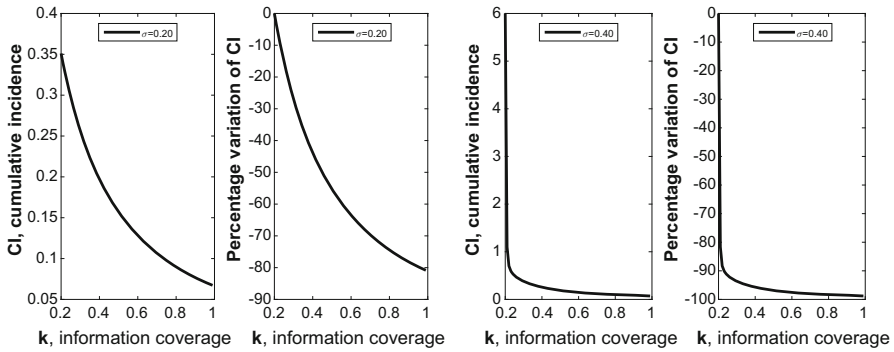 CI, cumulative incidence
0.4
0.35
0.3
0.25
0.2
0.15
0.1
0.05
0.2 0.4 0.6 0.8 1
k, information coverage
σ=0.20
Percentage variation of CI
0
-10
-20
-30
-40
-50
-60
-70
-80
-90
0.2 0.4 0.6 0.8 1
k, information coverage
σ=0.20
CI, cumulative incidence
6
5
4
3
2
1
0
0.2 0.4 0.6 0.8 1
k, information coverage
σ=0.40
Percentage variation of CI
0
-10
-20
-30
-40
-50
-60
-70
-80
-90
-100
0.2 0.4 0.6 0.8 1
k, information coverage
σ=0.40